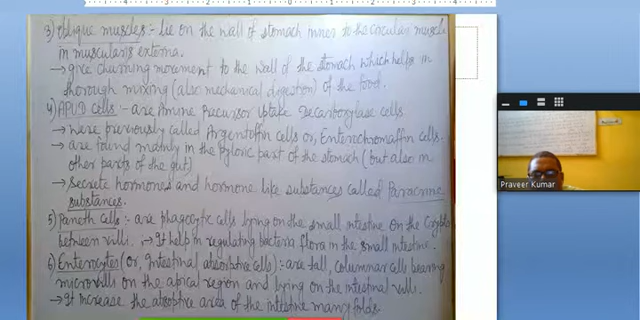 3) Oblique muscles :- lie on the wall of stomach inner to the circular muscle
in muscularis externa.
→ give churning movement to the wall of the stomach which helps in
thorough mixing (also mechanical digestion) of the food.
4) APUD cells :- are Amine Precursor Uptake Decarboxylase cells.
→ Were previously called Argentaffin cells or, Enterochromaffin cells.
→ are found mainly in the Pyloric part of the stomach (but also in
other parts of the gut)
→ Secrete hormones and hormone like substances called Paracrine
substances.
5) Paneth Cells :- are phagocytic cells lying on the small intestine on the Crypts
between villi. → It help in regulating bacteria flora in the small intestine.
6) Enterocytes (or, Intestinal absorptive cells) :- are tall, columnar cells bearing
microvilli on the apical region and lying on the intestinal villi.
→ It increase the absorptive area of the intestine many folds.
Praveer Kumar